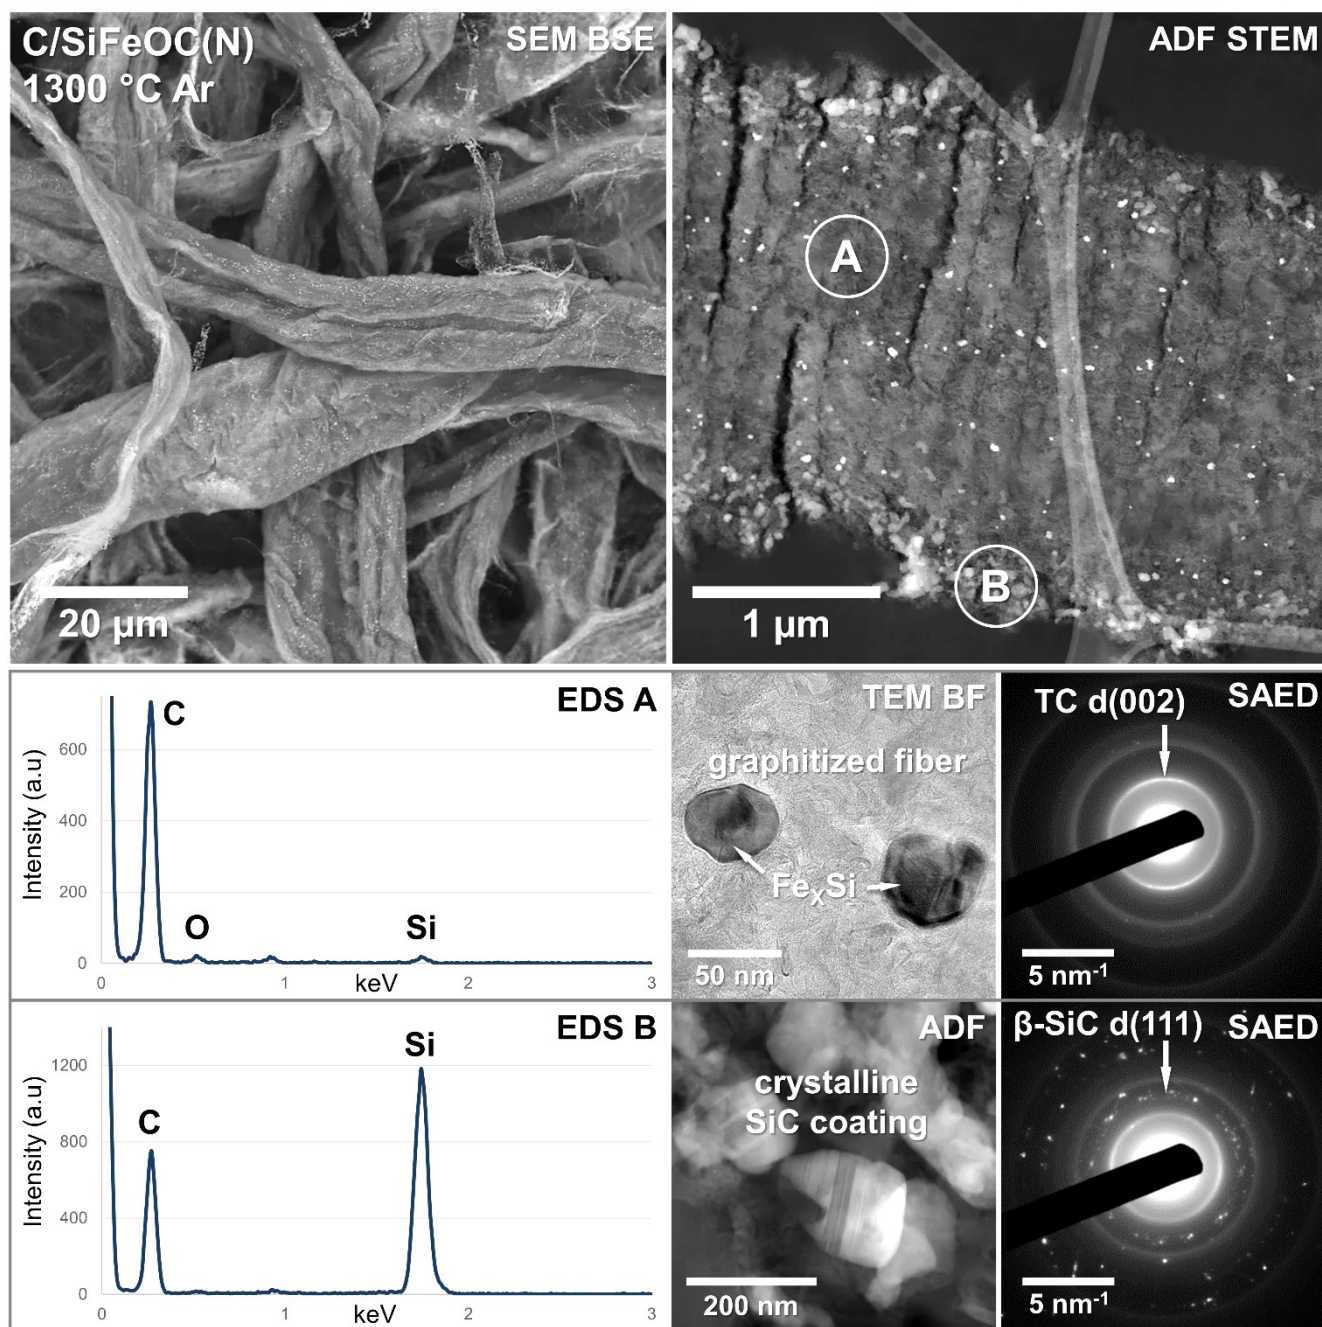 C/SiFeOC(N)
1300 °C Ar
SEM BSE
20 µm
ADF STEM
A
B
1 µm
EDS A
Intensity (a.u)
600
400
200
0
C
O
Si
0
1
keV
2
3
TEM BF
graphitized fiber
FeₓSi
50 nm
TC d(002)
SAED
5 nm⁻¹
EDS B
Intensity (a.u)
1200
800
400
0
C
Si
0
1
keV
2
3
ADF
crystalline
SiC coating
200 nm
β-SiC d(111)
SAED
5 nm⁻¹